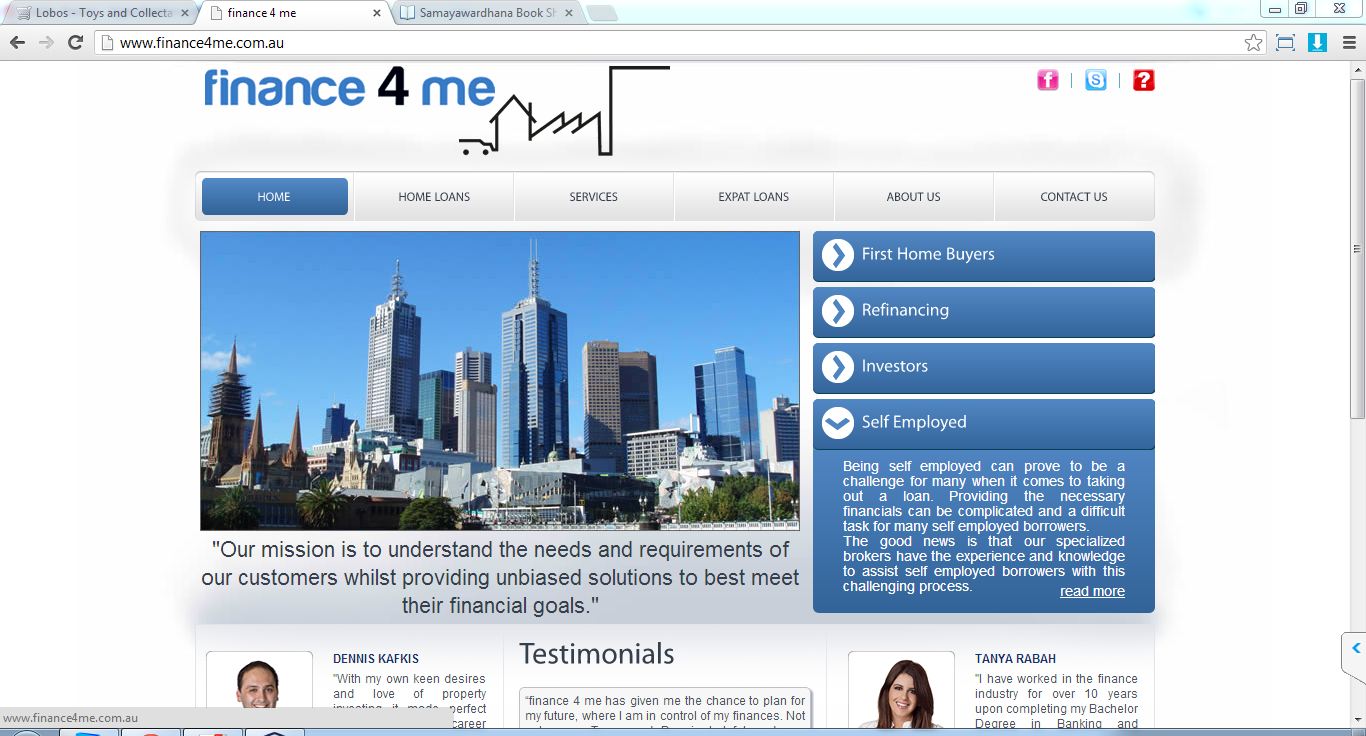 Lobos - Toys and Collecta
finance 4 me
Samayawardhana Book Sh
www.finance4me.com.au
finance 4 me
HOME
HOME LOANS
SERVICES
EXPAT LOANS
ABOUT US
CONTACT US
First Home Buyers
Refinancing
Investors
Self Employed
Being self employed can prove to be a
challenge for many when it comes to taking
out a loan. Providing the necessary
financials can be complicated and a difficult
task for many self employed borrowers.
The good news is that our specialized
brokers have the experience and knowledge
to assist self employed borrowers with this
challenging process.
read more
"Our mission is to understand the needs and requirements of
our customers whilst providing unbiased solutions to best meet
their financial goals."
DENNIS KAFKIS
"With my own keen desires
and love of property
investing it made perfect
career
Testimonials
“finance 4 me has given me the chance to plan for
my future, where I am in control of my finances. Not
TANYA RABAH
"I have worked in the finance
industry for over 10 years
upon completing my Bachelor
Degree in Banking and
www.finance4me.com.au